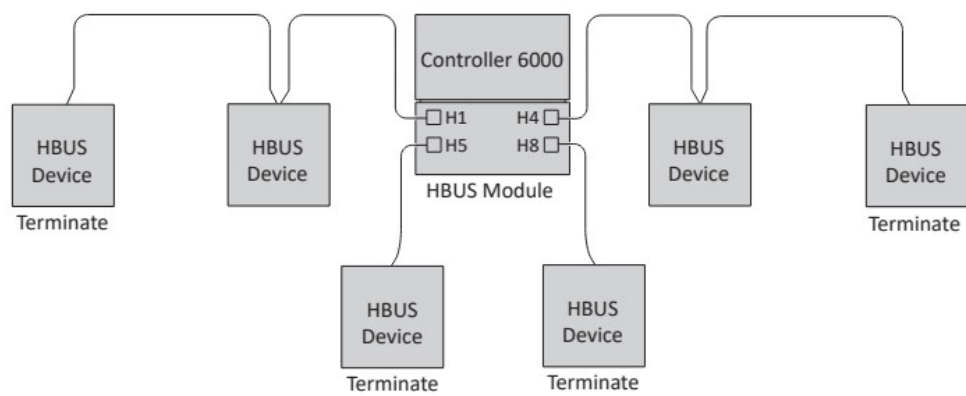 Controller 6000
H1 H4
H5 H8
HBUS Module
HBUS
Device
Terminate
HBUS
Device
HBUS
Device
HBUS
Device
Terminate
HBUS
Device
Terminate
HBUS
Device
Terminate